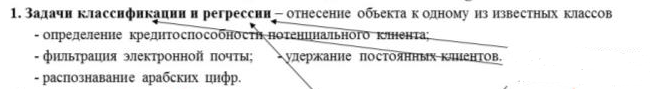 1. Задачи классификации и регрессии – отнесение объекта к одному из известных классов
- определение кредитоспособности потенциального клиента;
- фильтрация электронной почты; - удержание постоянных клиентов.
- распознавание арабских цифр.